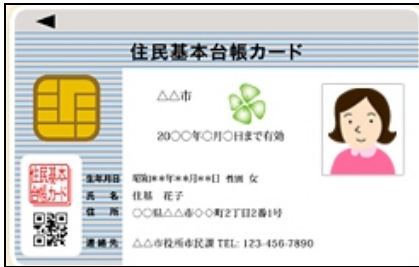 住民基本台帳カード
△△市
20○○年○月○日まで有効
住民基本
台帳カード
生年月日 昭和**年**月**日 性別 女
氏 名 住基 花子
住 所 ○○県△△市○○町2丁目2番1号
連絡先 △△市役所市民課 TEL: 123-456-7890